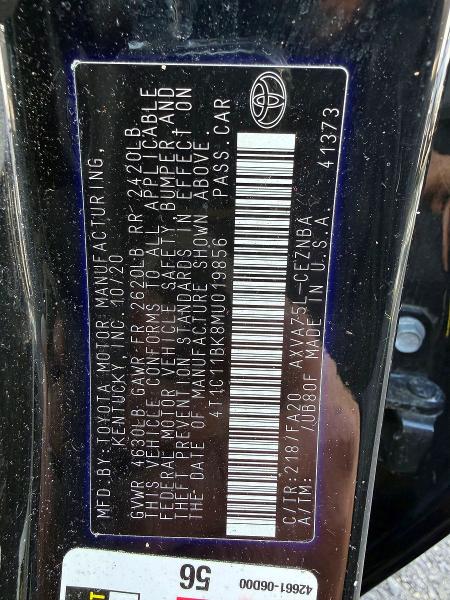 MFD.BY:TOYOTA MOTOR MANUFACTURING,
KENTUCKY, INC. 10/20
GVWR 4630LB GAWR-FR 2620LB RR 2420LB
THIS VEHICLE CONFORMS TO ALL APPLICABLE
FEDERAL MOTOR VEHICLE SAFETY, BUMPER AND
THEFT PREVENTION STANDARDS IN EFFECT ON
THE DATE OF MANUFACTURE SHOWN ABOVE.
4T1C11BK8MU019856 PASS.CAR
C/TR:218/FA20 AXVA75L-CEZNBA
A/TM: /UB80F MADE IN U.S.A 41373
56
42661-06D00